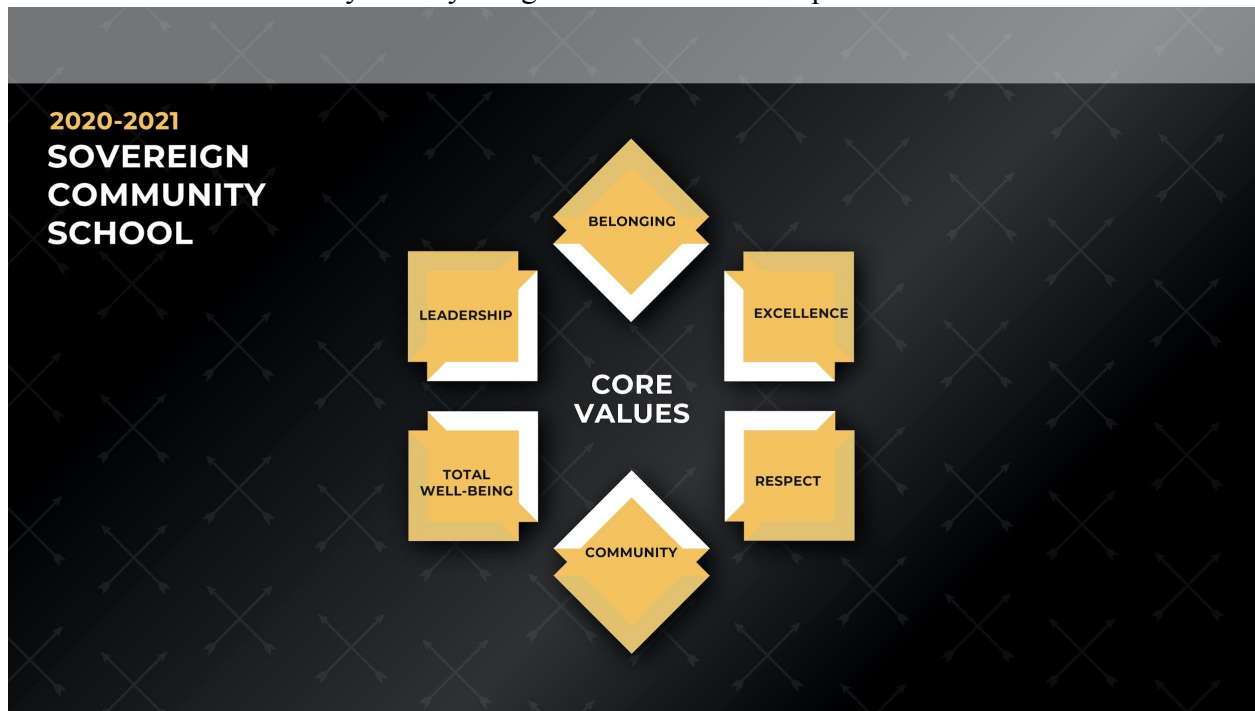 2020-2021
SOVEREIGN
COMMUNITY
SCHOOL
BELONGING
LEADERSHIP
EXCELLENCE
CORE
VALUES
TOTAL
WELL-BEING
RESPECT
COMMUNITY